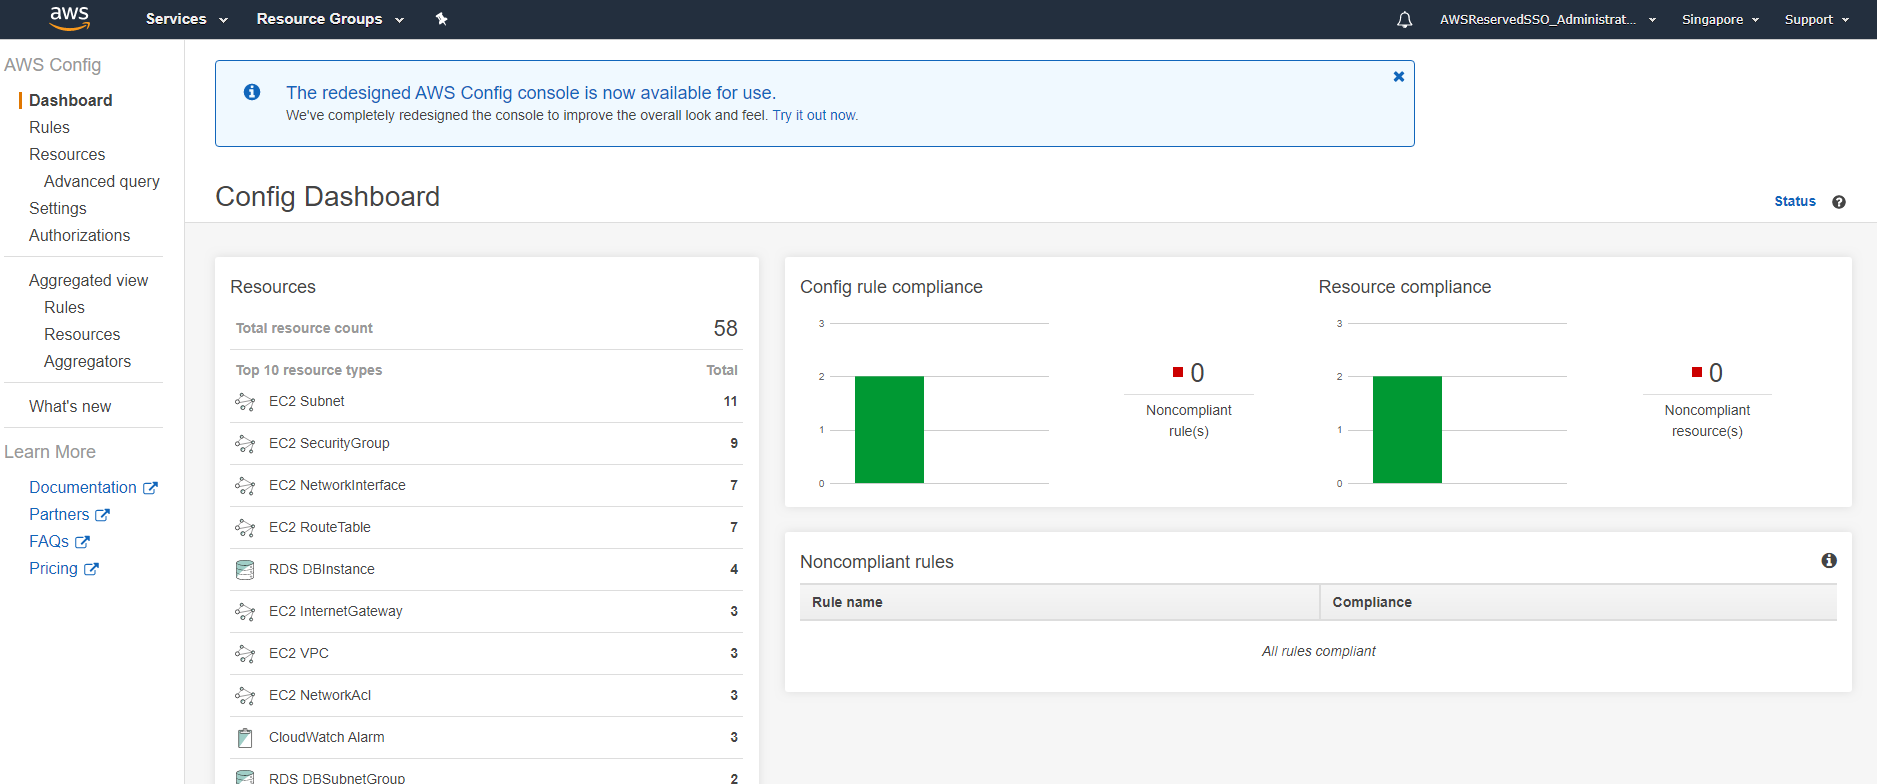 aws
Services
Resource Groups
AWSReservedSSO_Administrat...
Singapore
Support
AWS Config
Dashboard
Rules
Resources
Advanced query
Settings
Authorizations
Aggregated view
Rules
Resources
Aggregators
What's new
Learn More
Documentation
Partners
FAQs
Pricing
The redesigned AWS Config console is now available for use.
We've completely redesigned the console to improve the overall look and feel. Try it out now.
Config Dashboard
Status
Resources
Total resource count 58
Top 10 resource types Total
EC2 Subnet 11
EC2 SecurityGroup 9
EC2 NetworkInterface 7
EC2 RouteTable 7
RDS DBInstance 4
EC2 InternetGateway 3
EC2 VPC 3
EC2 NetworkAcl 3
CloudWatch Alarm 3
RDS DBSubnetGroup 2
Config rule compliance
3
2
1
0
0
Noncompliant
rule(s)
Resource compliance
3
2
1
0
0
Noncompliant
resource(s)
Noncompliant rules
Rule name Compliance
All rules compliant